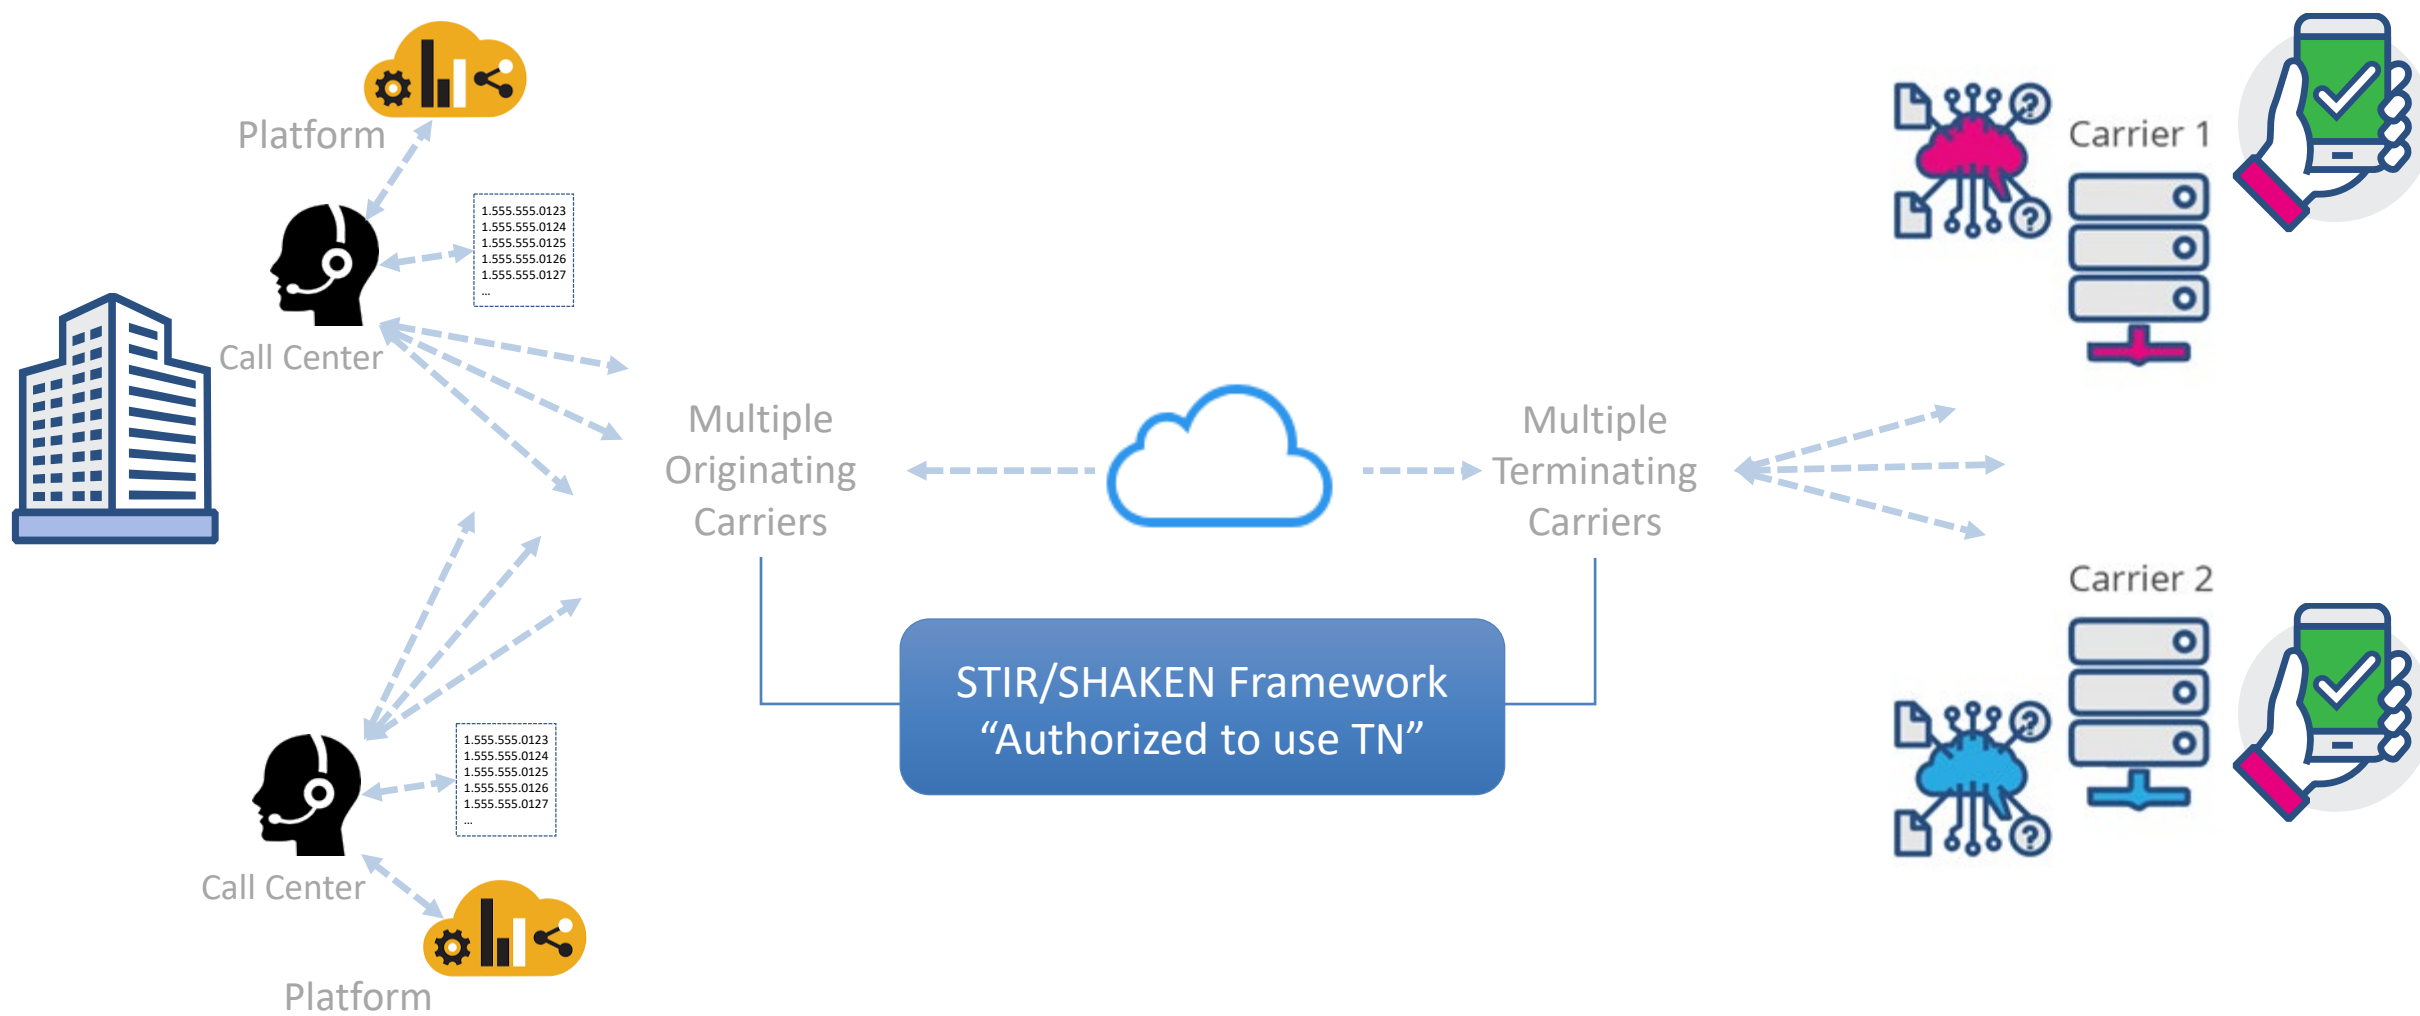 Platform
1.555.555.0123
1.555.555.0124
1.555.555.0125
1.555.555.0126
1.555.555.0127
...
Call Center
Multiple
Originating
Carriers
Multiple
Terminating
Carriers
Carrier 1
Carrier 2
STIR/SHAKEN Framework
“Authorized to use TN”
1.555.555.0123
1.555.555.0124
1.555.555.0125
1.555.555.0126
1.555.555.0127
...
Call Center
Platform